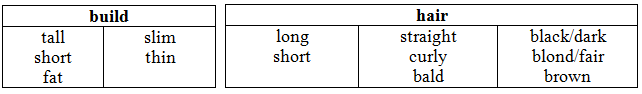 build
tall slim
short thin
fat
hair
long straight black/dark
short curly blond/fair
bald brown